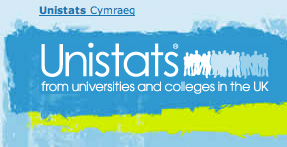 Unistats Cymraeg
Unistats®
from universities and colleges in the UK